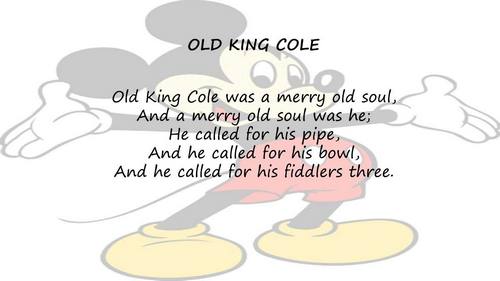 OLD KING COLE
Old King Cole was a merry old soul,
And a merry old soul was he;
He called for his pipe,
And he called for his bowl,
And he called for his fiddlers three.